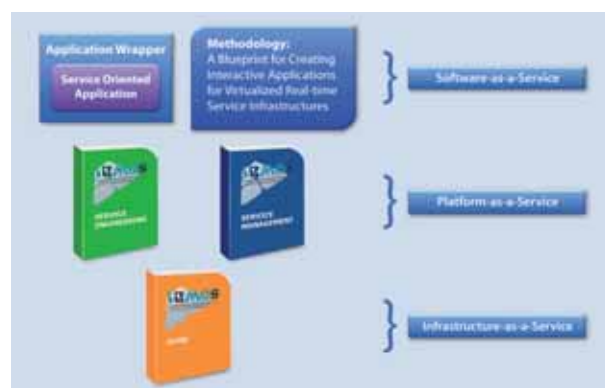 Application Wrapper
Service Oriented
Application
Methodology:
A Blueprint for Creating
Interactive Applications
for Virtualized Real-time
Service Infrastructures
Software-as-a-Service
SERVICE
ENGINEERING
SERVICE
MANAGEMENT
Platform-as-a-Service
Infrastructure-as-a-Service